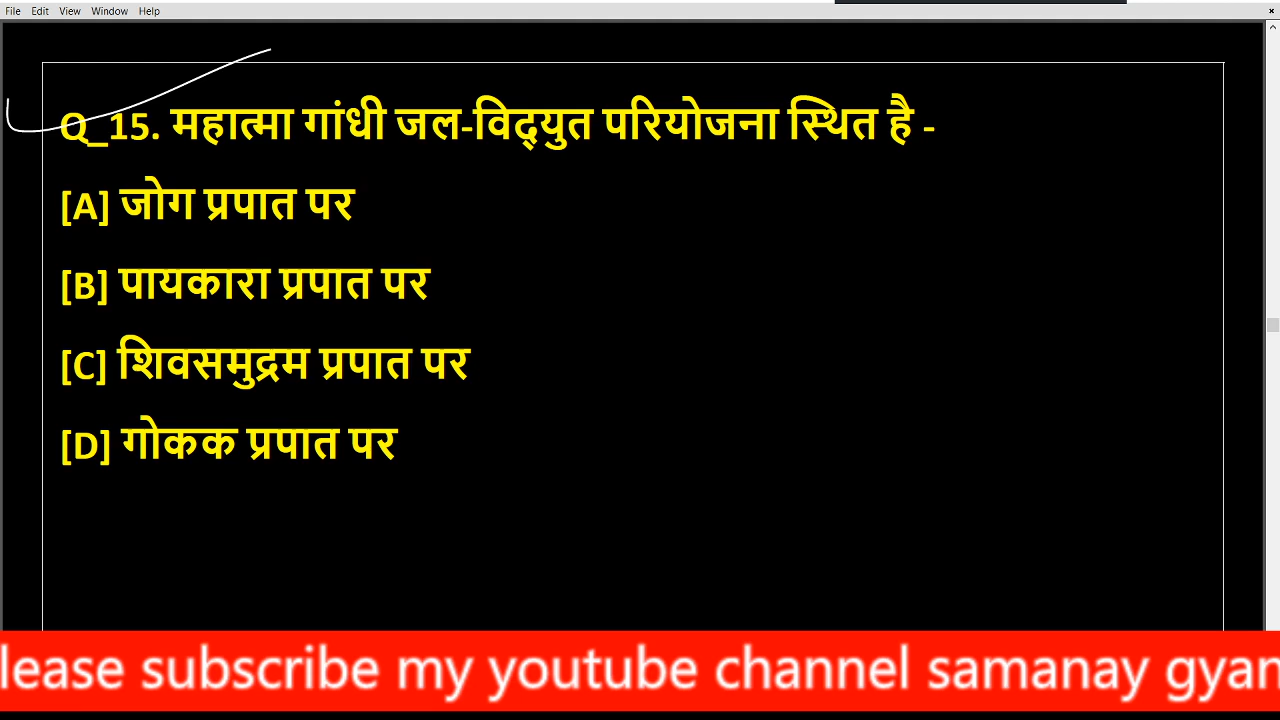 File Edit View Window Help
Q_15. महात्मा गांधी जल-विद्युत परियोजना स्थित है -
[A] जोग प्रपात पर
[B] पायकारा प्रपात पर
[C] शिवसमुद्रम प्रपात पर
[D] गोकक प्रपात पर
lease subscribe my youtube channel samanay gyan